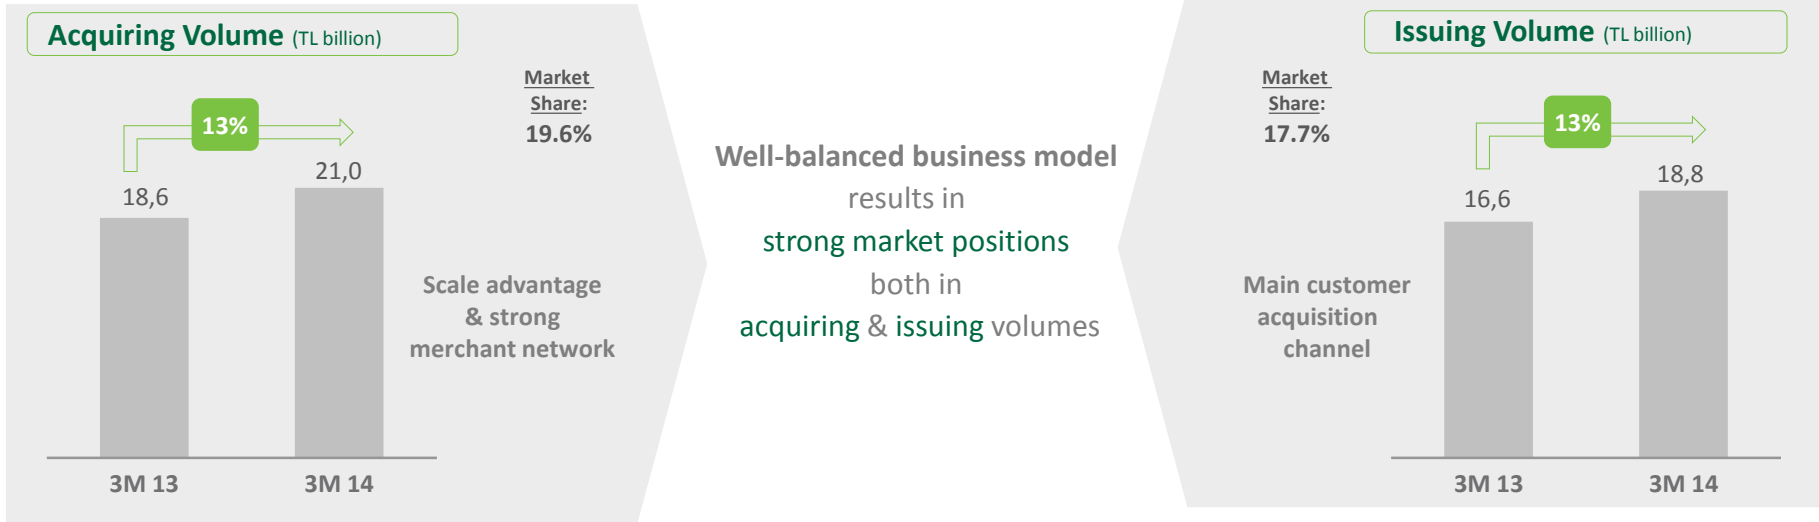 Acquiring Volume (TL billion)
Market
Share:
19.6%
13%
18,6
21,0
Scale advantage
& strong
merchant network
3M 13
3M 14
Well-balanced business model
results in
strong market positions
both in
acquiring & issuing volumes
Issuing Volume (TL billion)
Market
Share:
17.7%
13%
16,6
18,8
Main customer
acquisition
channel
3M 13
3M 14